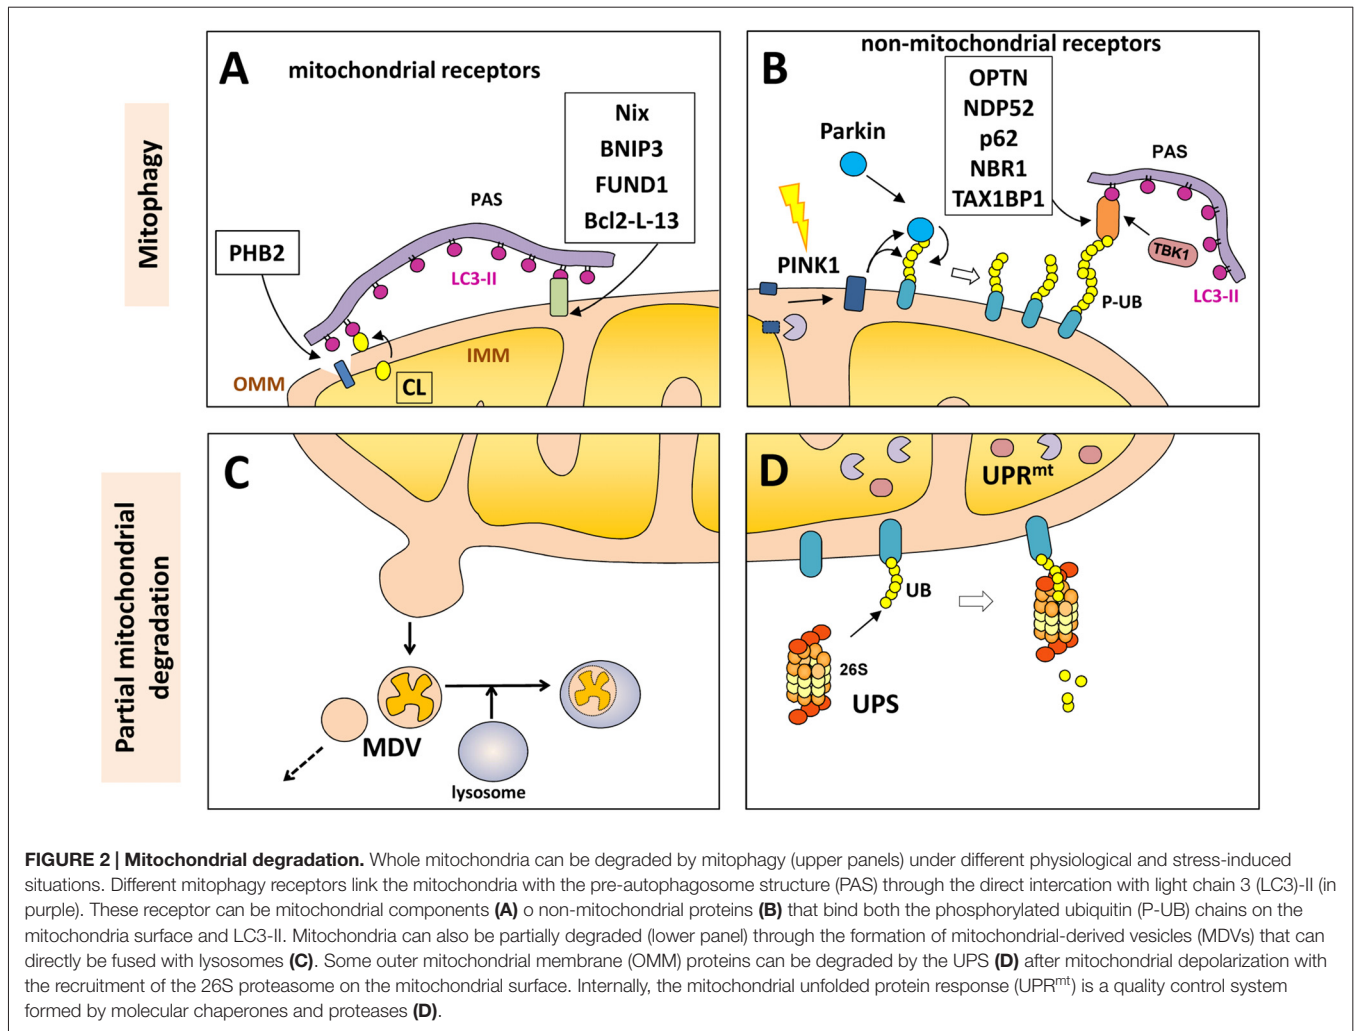 A
mitochondrial receptors
Nix
BNIP3
FUND1
Bcl2-L-13
PAS
PHB2
LC3-II
IMM
OMM
CL
Mitophagy
B
non-mitochondrial receptors
OPTN
NDP52
p62
NBR1
TAX1BP1
Parkin
PAS
PINK1
TBK1
P-UB
LC3-II
Partial mitochondrial
degradation
C
MDV
lysosome
D
UPRmt
UB
26S
UPS
FIGURE 2 | Mitochondrial degradation. Whole mitochondria can be degraded by mitophagy (upper panels) under different physiological and stress-induced
situations. Different mitophagy receptors link the mitochondria with the pre-autophagosome structure (PAS) through the direct intercation with light chain 3 (LC3)-II (in
purple). These receptor can be mitochondrial components (A) o non-mitochondrial proteins (B) that bind both the phosphorylated ubiquitin (P-UB) chains on the
mitochondria surface and LC3-II. Mitochondria can also be partially degraded (lower panel) through the formation of mitochondrial-derived vesicles (MDVs) that can
directly be fused with lysosomes (C). Some outer mitochondrial membrane (OMM) proteins can be degraded by the UPS (D) after mitochondrial depolarization with
the recruitment of the 26S proteasome on the mitochondrial surface. Internally, the mitochondrial unfolded protein response (UPRmt) is a quality control system
formed by molecular chaperones and proteases (D).